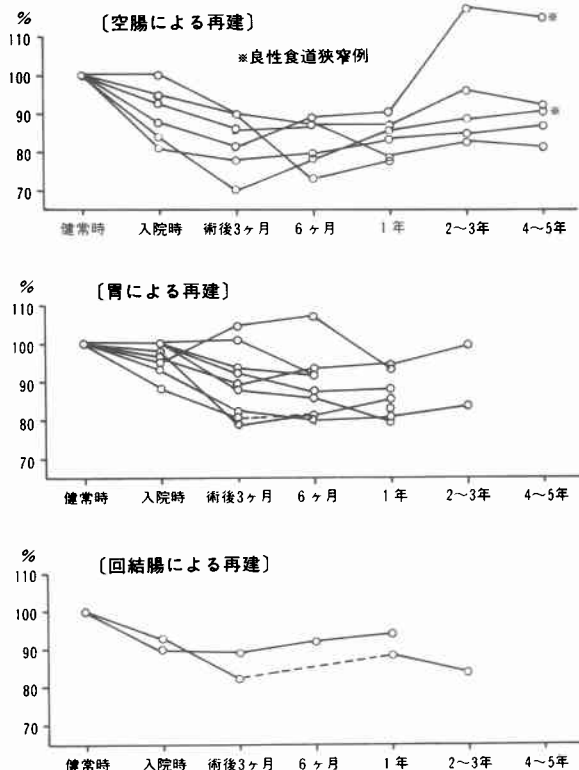 %
〔空腸による再建〕
110
※良性食道狭窄例
※
100
90
※
80
70
健常時 入院時 術後3ヶ月 6ヶ月 1年 2〜3年 4〜5年
%
〔胃による再建〕
110
100
90
80
70
健常時 入院時 術後3ヶ月 6ヶ月 1年 2〜3年 4〜5年
%
〔回結腸による再建〕
110
100
90
80
70
健常時 入院時 術後3ヶ月 6ヶ月 1年 2〜3年 4〜5年